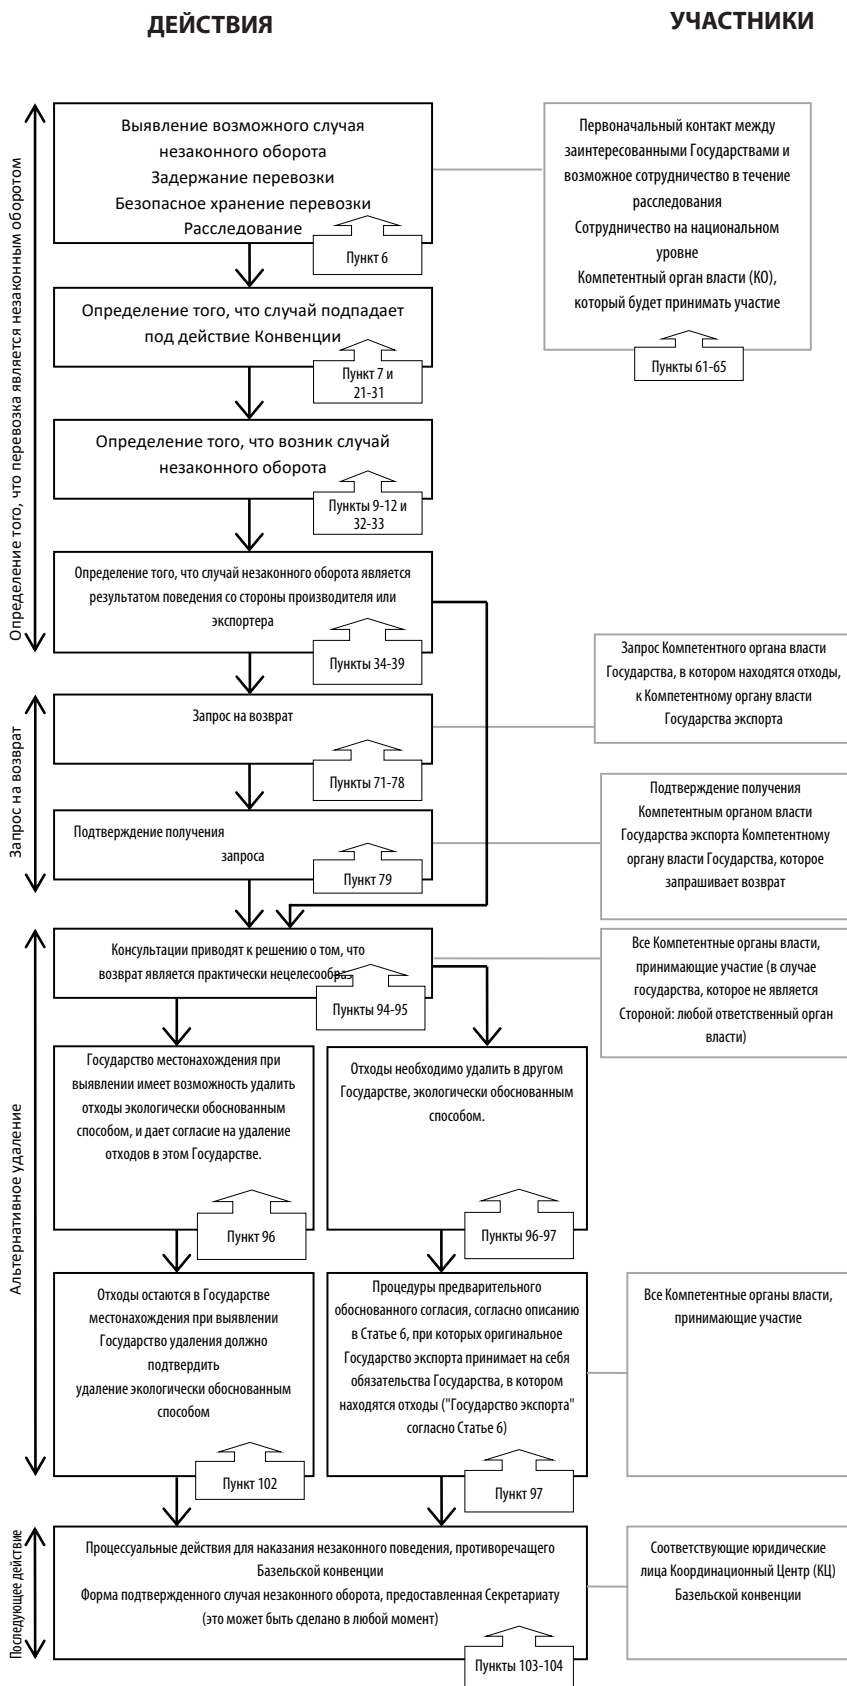 ДЕЙСТВИЯ
УЧАСТНИКИ
Определение того, что перевозка является незаконным оборотом
Выявление возможного случая
незаконного оборота
Задержание перевозки
Безопасное хранение перевозки
Расследование
Пункт 6
Первоначальный контакт между
заинтересованными Государствами и
возможное сотрудничество в течение
расследования
Сотрудничество на национальном
уровне
Компетентный орган власти (КО),
который будет принимать участие
Пункты 61-65
Определение того, что случай подпадает
под действие Конвенции
Пункт 7 и
21-31
Определение того, что возник случай
незаконного оборота
Пункты 9-12 и
32-33
Определение того, что случай незаконного оборота является
результатом поведения со стороны производителя или
экспортера
Пункты 34-39
Запрос на возврат
Запрос на возврат
Пункты 71-78
Запрос Компетентного органа власти
Государства, в котором находятся отходы,
к Компетентному органу власти
Государства экспорта
Подтверждение получения
запроса
Пункт 79
Подтверждение получения
Компетентным органом власти
Государства экспорта Компетентному
органу власти Государства, которое
запрашивает возврат
Альтернативное удаление
Консультации приводят к решению о том, что
возврат является практически
Пункты 94-95
Все Компетентные органы власти,
принимающие участие (в случае
государства, которое не является
Стороной: любой ответственный орган
власти)
Государство местонахождения при
выявлении имеет возможность удалить
отходы экологически обоснованным
способом, и дает согласие на удаление
отходов в этом Государстве.
Пункт 96
Отходы необходимо удалить в другом
Государстве, экологически обоснованным
способом.
Пункты 96-97
Отходы остаются в Государстве
местонахождения при выявлении
Государство удаления должно
подтвердить
удаление экологически обоснованным
способом
Пункт 102
Процедуры предварительного
обоснованного согласия, согласно описанию
в Статье 6, при которых оригинальное
Государство экспорта принимает на себя
обязательства Государства, в котором
находятся отходы ("Государство экспорта"
согласно Статье 6)
Пункт 97
Все Компетентные органы власти,
принимающие участие
Последующее действие
Процессуальные действия для наказания незаконного поведения, противоречащего
Базельской конвенции
Форма подтвержденного случая незаконного оборота, предоставленная Секретариату
(это может быть сделано в любой момент)
Пункты 103-104
Соответствующие юридические
лица Координационный Центр (КЦ)
Базельской конвенции